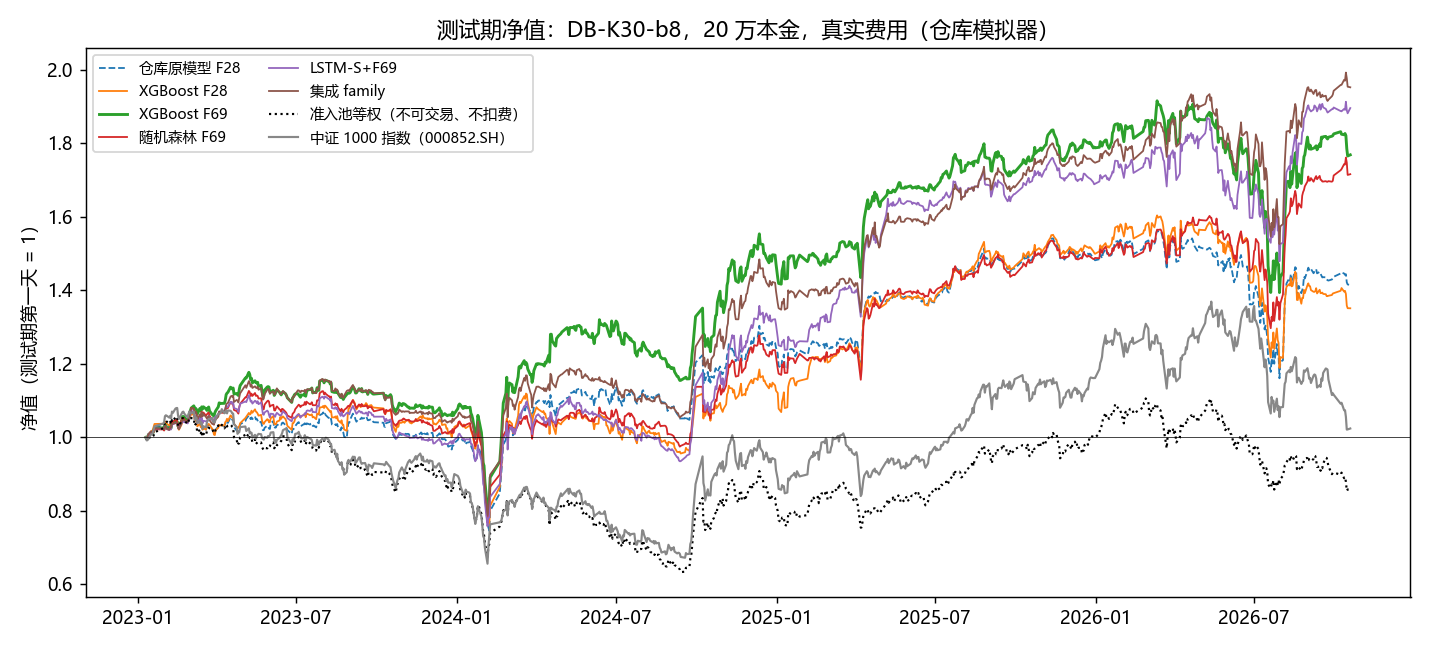 测试期净值：DB-K30-b8，20 万本金，真实费用（仓库模拟器）
仓库原模型 F28
XGBoost F28
XGBoost F69
随机森林 F69
LSTM-S+F69
集成 family
准入池等权（不可交易、不扣费）
中证 1000 指数（000852.SH）
净值（测试期第一天 = 1）
2.0
1.8
1.6
1.4
1.2
1.0
0.8
0.6
2023-01
2023-07
2024-01
2024-07
2025-01
2025-07
2026-01
2026-07